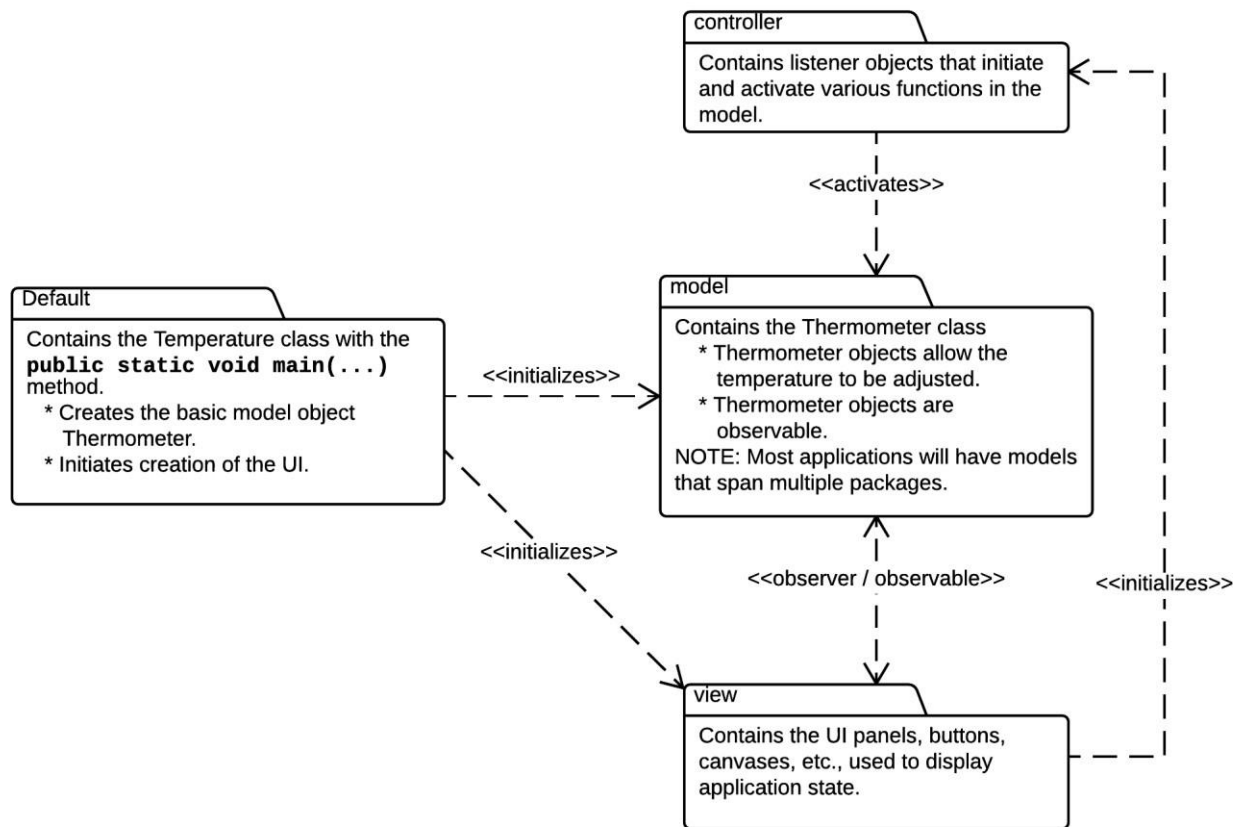 controller
Contains listener objects that initiate
and activate various functions in the
model.
<<activates>>
Default
Contains the Temperature class with the
public static void main(...)
method.
* Creates the basic model object
Thermometer.
* Initiates creation of the UI.
<<initializes>>
model
Contains the Thermometer class
* Thermometer objects allow the
temperature to be adjusted.
* Thermometer objects are
observable.
NOTE: Most applications will have models
that span multiple packages.
<<initializes>>
<<observer / observable>>
<<initializes>>
view
Contains the UI panels, buttons,
canvases, etc., used to display
application state.